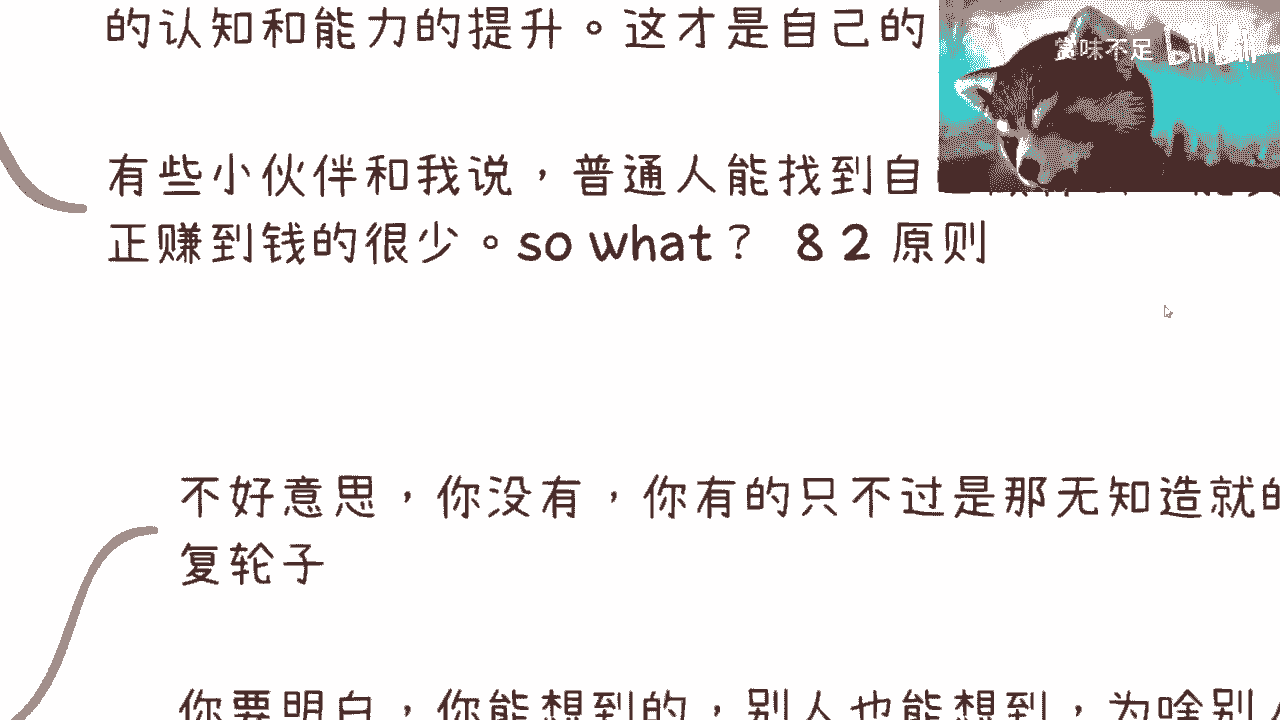 的认知和能力的提升。这才是自己的
赏味不足 bilibili
有些小伙伴和我说，普通人能找到自
正赚到钱的很少。so what？ 82原则
不好意思，你没有，你有的只不过是那无知造就的
复轮子
你要明白，你能想到的，别人也能想到，为啥别人